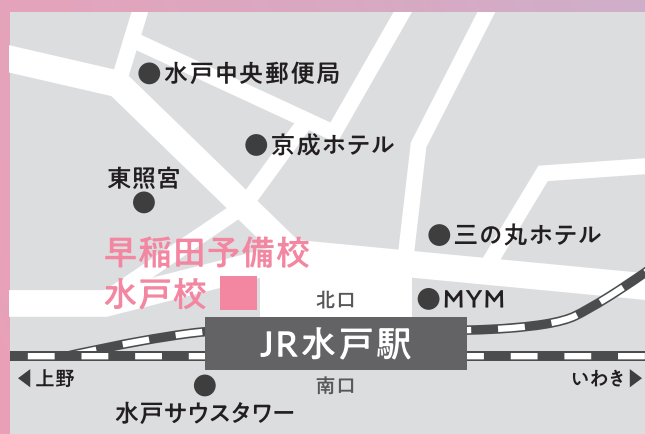 水戸中央郵便局
京成ホテル
東照宮
三の丸ホテル
早稲田予備校
水戸校
北口
MYM
JR水戸駅
上野
南口
いわき
水戸サウスタワー